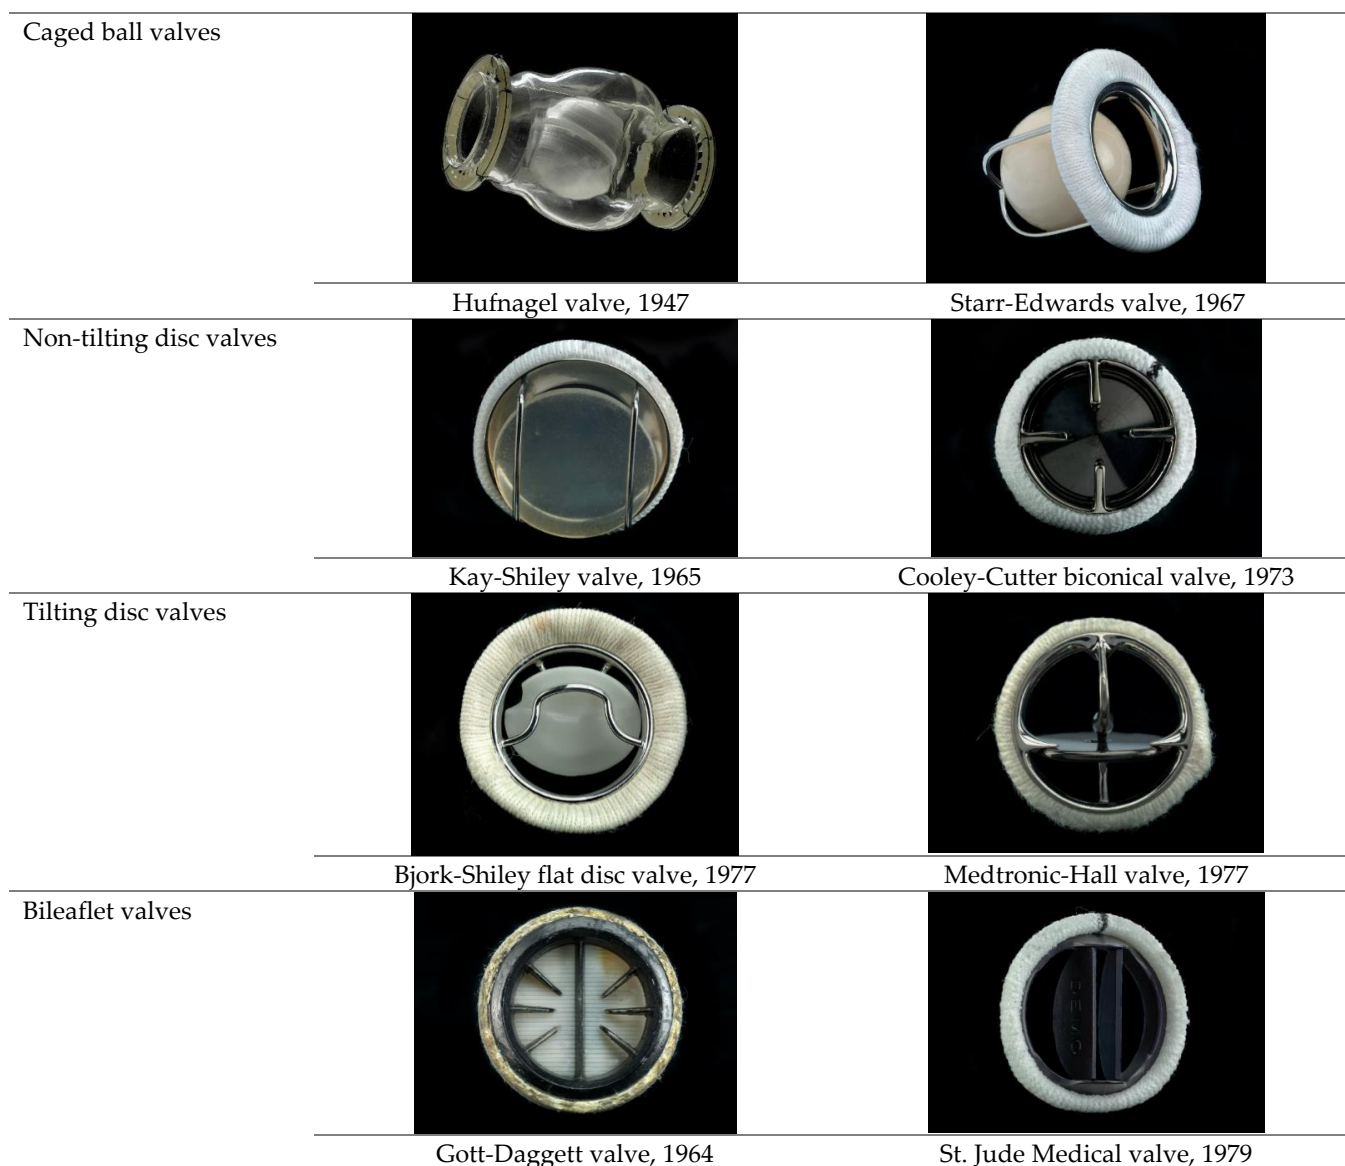 Caged ball valves
Hufnagel valve, 1947
Starr-Edwards valve, 1967
Non-tilting disc valves
Kay-Shiley valve, 1965
Cooley-Cutter biconical valve, 1973
Tilting disc valves
Bjork-Shiley flat disc valve, 1977
Medtronic-Hall valve, 1977
Bileaflet valves
DEMO
Gott-Daggett valve, 1964
St. Jude Medical valve, 1979